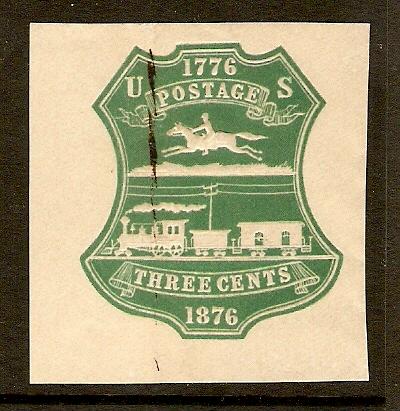 1776
U S
POSTAGE
THREE CENTS
1876